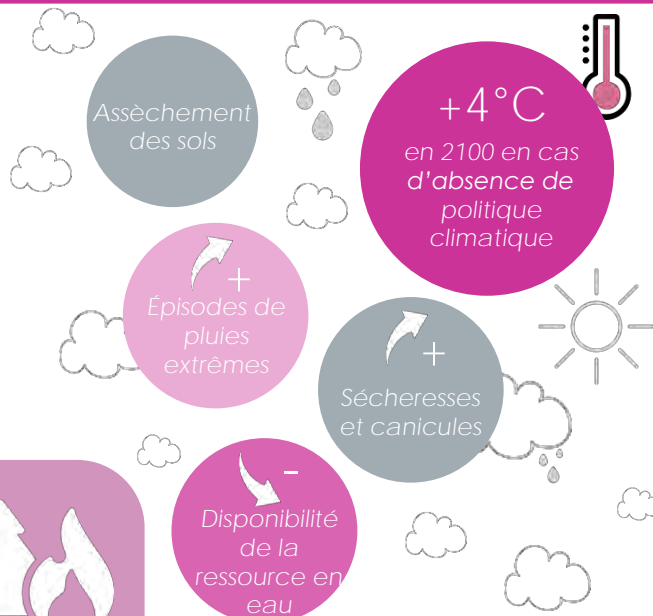 Assèchement
des sols
+4°C
en 2100 en cas
d'absence de
politique
climatique
+
Épisodes de
pluies
extrêmes
+
Sécheresses
et canicules
-
Disponibilité
de la
ressource en
eau